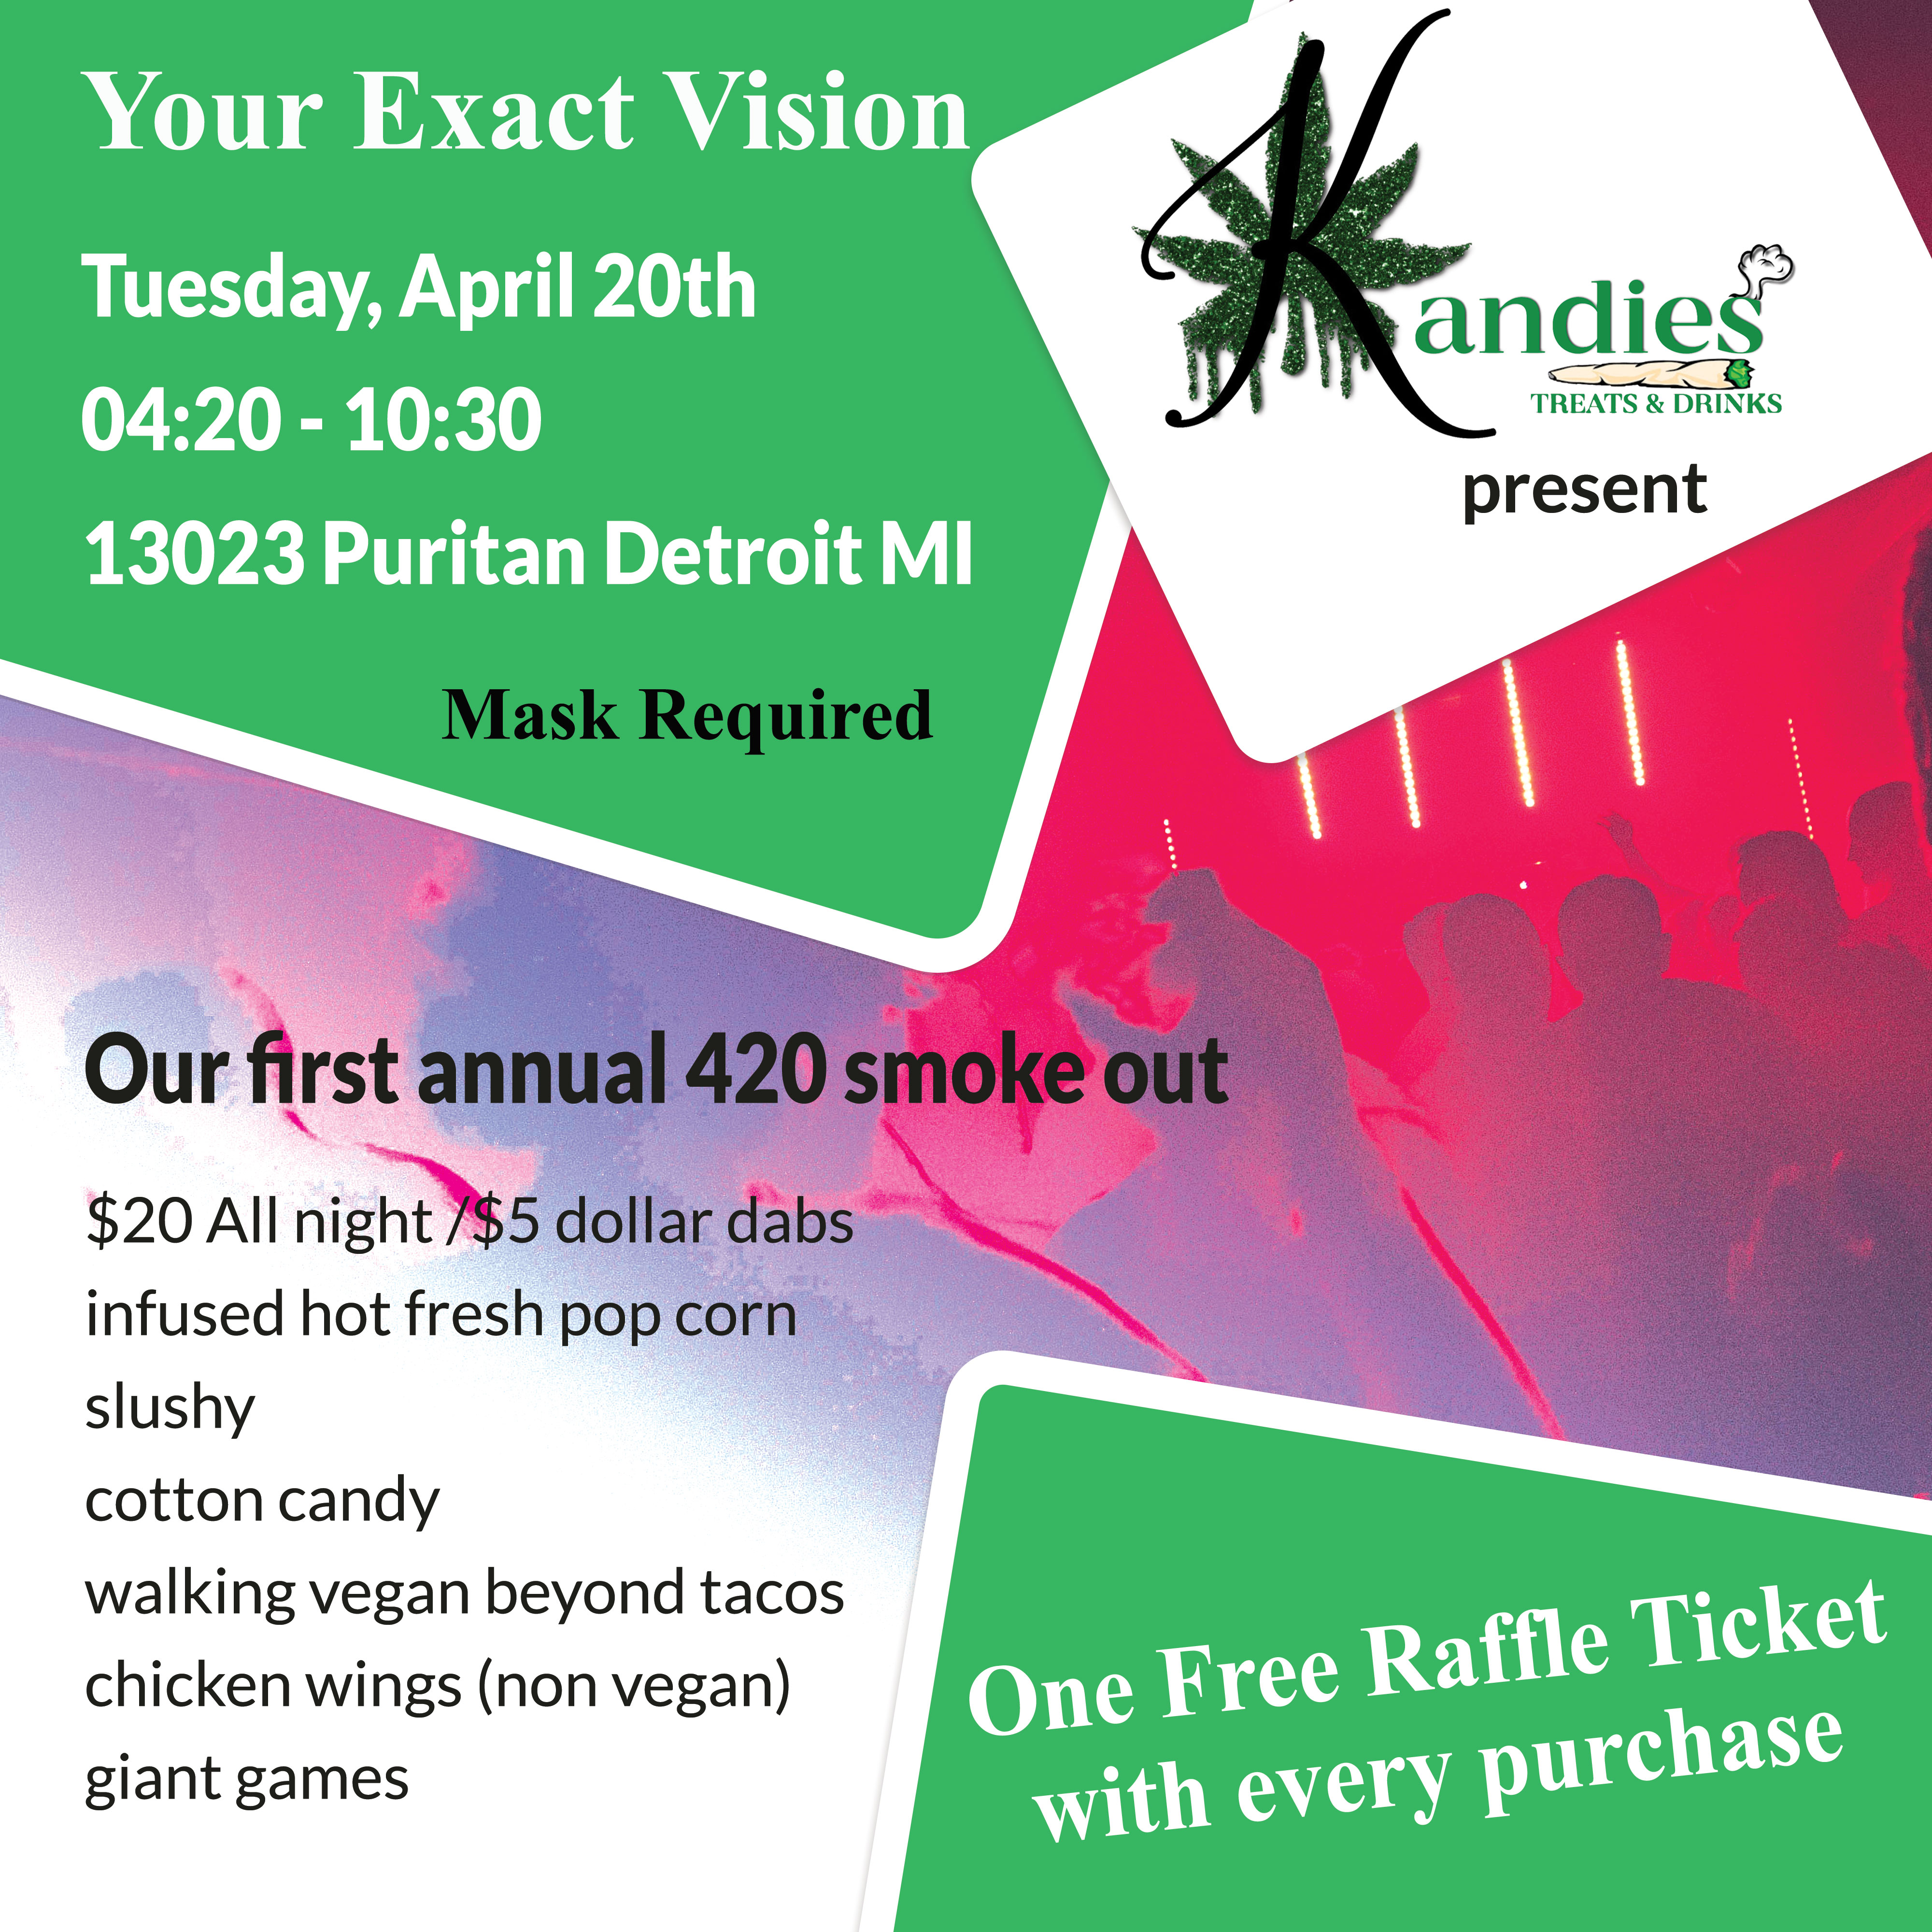 Your Exact Vision
Tuesday, April 20th
04:20 - 10:30
13023 Puritan Detroit MI
Mask Required
Kandies
TREATS & DRINKS
present
Our first annual 420 smoke out
$20 All night /$5 dollar dabs
infused hot fresh pop corn
slushy
cotton candy
walking vegan beyond tacos
chicken wings (non vegan)
giant games
One Free Raffle Ticket
with every purchase